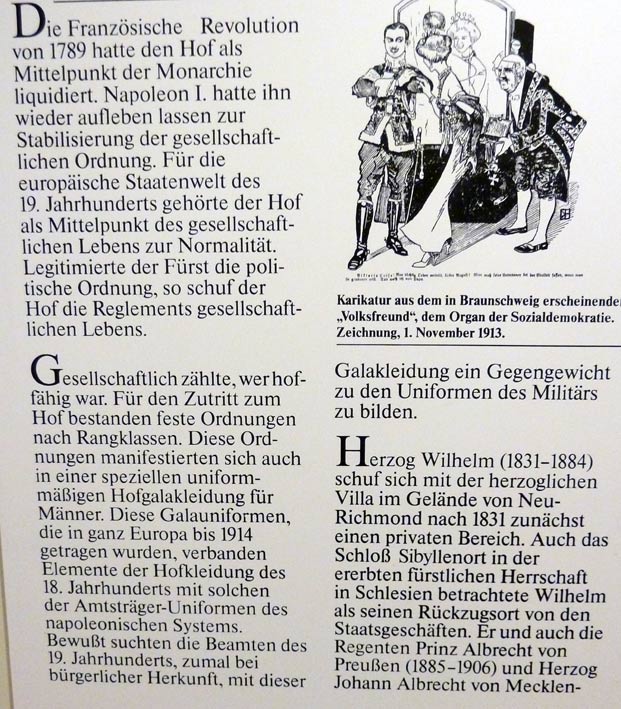 Die Französische Revolution
von 1789 hatte den Hof als
Mittelpunkt der Monarchie
liquidiert. Napoleon I. hatte ihn
wieder aufleben lassen zur
Stabilisierung der gesellschaft-
lichen Ordnung. Für die
europäische Staatenwelt des
19. Jahrhunderts gehörte der Hof
als Mittelpunkt des gesellschaft-
lichen Lebens zur Normalität.
Legitimierte der Fürst die poli-
tische Ordnung, so schuf der
Hof die Reglements gesellschaft-
lichen Lebens.
Gesellschaftlich zählte, wer hof-
fähig war. Für den Zutritt zum
Hof bestanden feste Ordnungen
nach Rangklassen. Diese Ord-
nungen manifestierten sich auch
in einer speziellen uniform-
mäßigen Hofgalakleidung für
Männer. Diese Galauniformen,
die in ganz Europa bis 1914
getragen wurden, verbanden
Elemente der Hofkleidung des
18. Jahrhunderts mit solchen
der Amtsträger-Uniformen des
napoleonischen Systems.
Bewußt suchten die Beamten des
19. Jahrhunderts, zumal bei
bürgerlicher Herkunft, mit dieser
Karikatur aus dem in Braunschweig erscheinende
„Volksfreund“, dem Organ der Sozialdemokratie.
Zeichnung, 1. November 1913.
Galakleidung ein Gegengewicht
zu den Uniformen des Militärs
zu bilden.
Herzog Wilhelm (1831–1884)
schuf sich mit der herzoglichen
Villa im Gelände von Neu-
Richmond nach 1831 zunächst
einen privaten Bereich. Auch das
Schloß Sibyllenort in der
ererbten fürstlichen Herrschaft
in Schlesien betrachtete Wilhelm
als seinen Rückzugsort von den
Staatsgeschäften. Er und auch die
Regenten Prinz Albrecht von
Preußen (1885–1906) und Herzog
Johann Albrecht von Mecklen-